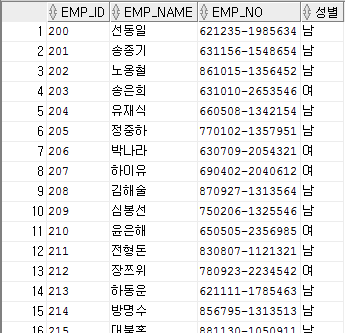 EMP_ID EMP_NAME EMP_NO 성별
1 200 선동일 621235-1985634 남
2 201 송종기 631156-1548654 남
3 202 노옹철 861015-1356452 남
4 203 송은희 631010-2653546 여
5 204 유재식 660508-1342154 남
6 205 정중하 770102-1357951 남
7 206 박나라 630709-2054321 여
8 207 하이유 690402-2040612 여
9 208 김해술 870927-1313564 남
10 209 심봉선 750206-1325546 남
11 210 윤은해 650505-2356985 여
12 211 전형돈 830807-1121321 남
13 212 장쯔위 780923-2234542 여
14 213 하동운 621111-1785463 남
15 214 방명수 856795-1313513 남
16 215 대북혼 881130-1050911 남